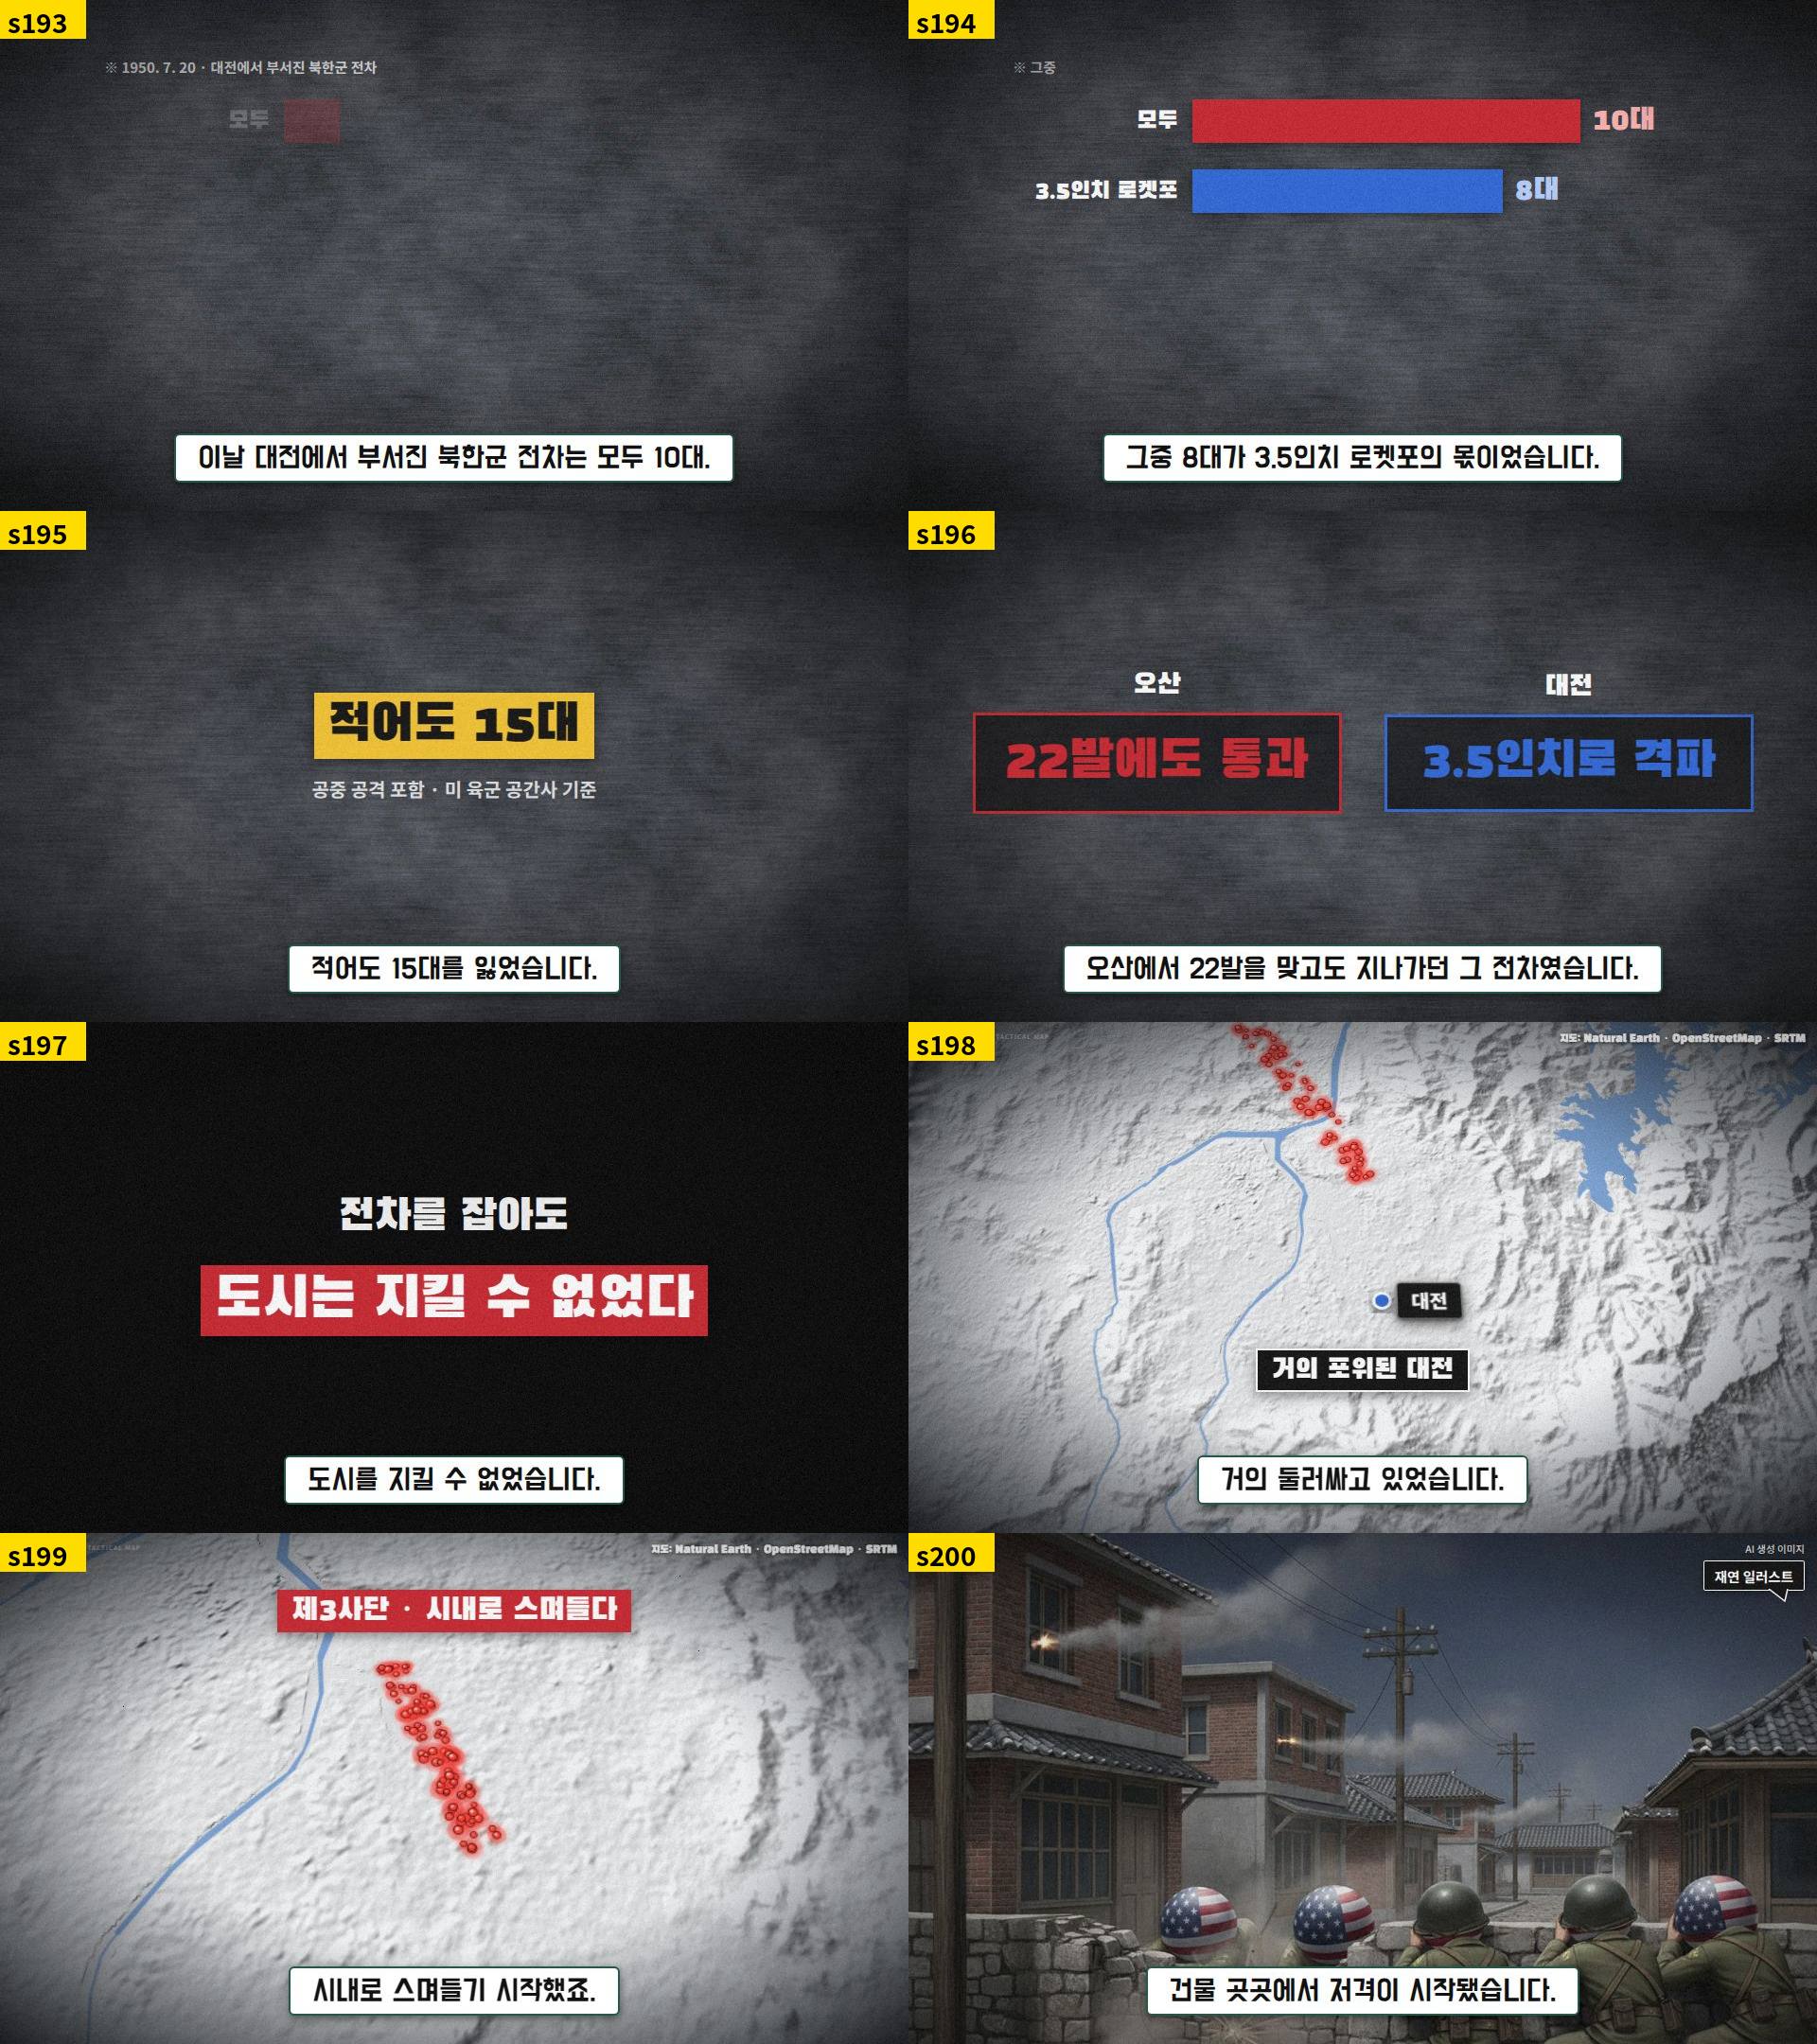 s193
※ 1950. 7. 20 · 대전에서 부서진 북한군 전차
모두
이날 대전에서 부서진 북한군 전차는 모두 10대.
s194
※ 그중
모두 10대
3.5인치 로켓포 8대
그중 8대가 3.5인치 로켓포의 몫이었습니다.
s195
적어도 15대
공중 공격 포함 · 미 육군 공간사 기준
적어도 15대를 잃었습니다.
s196
오산 대전
22발에도 통과 3.5인치로 격파
오산에서 22발을 맞고도 지나가던 그 전차였습니다.
s197
전차를 잡아도
도시는 지킬 수 없었다
도시를 지킬 수 없었습니다.
s198
TACTICAL MAP
지도: Natural Earth · OpenStreetMap · SRTM
대전
거의 포위된 대전
거의 둘러싸고 있었습니다.
s199
TACTICAL MAP
지도: Natural Earth · OpenStreetMap · SRTM
제3사단 · 시내로 스며들다
시내로 스며들기 시작했죠.
s200
AI 생성 이미지
재연 일러스트
건물 곳곳에서 저격이 시작됐습니다.